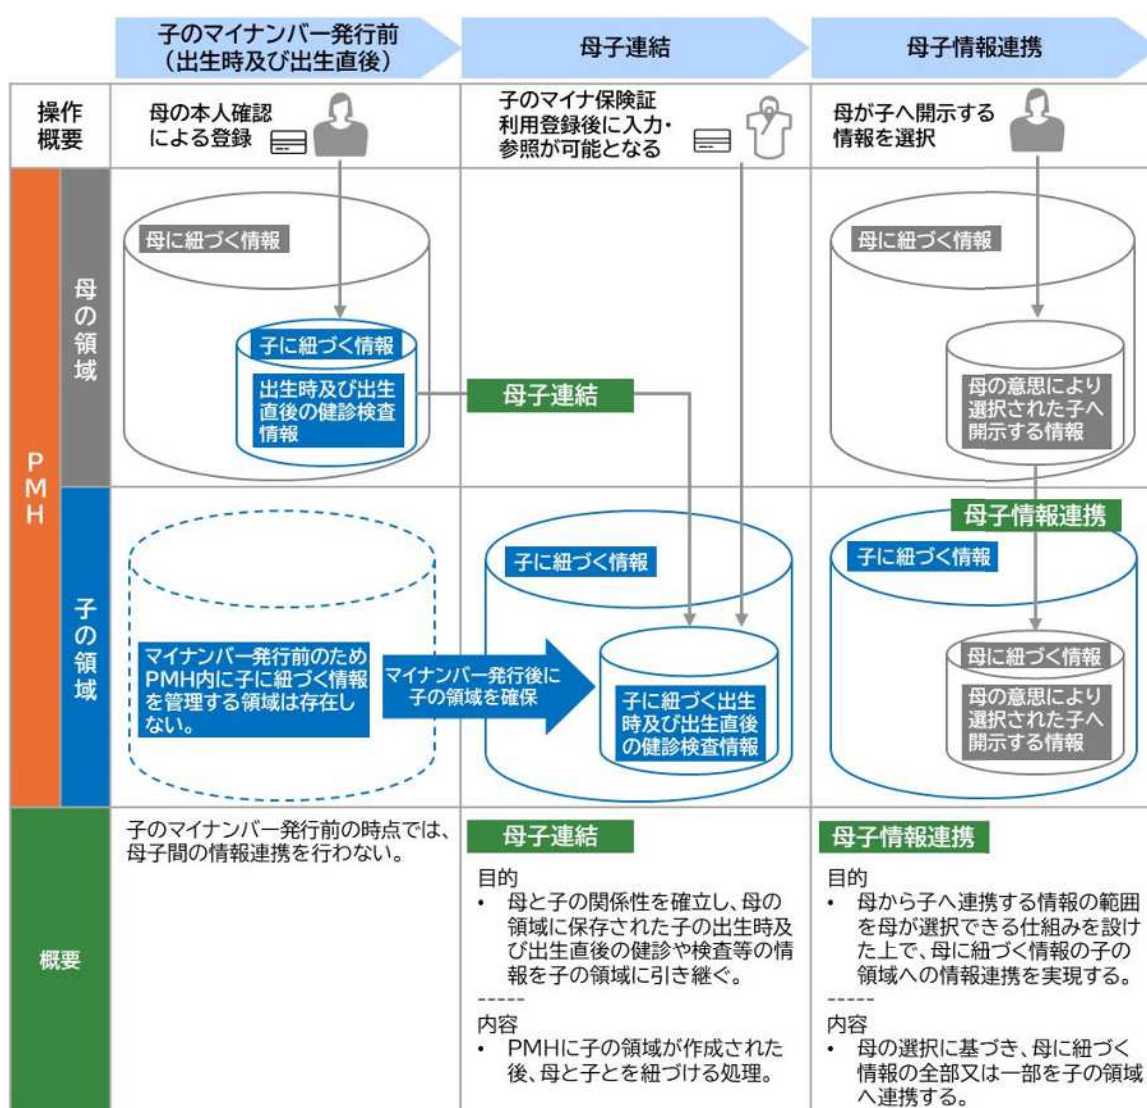 子のマイナンバー発行前
(出生時及び出生直後)
母子連結
母子情報連携
操作
概要
母の本人確認
による登録
子のマイナ保険証
利用登録後に入力・
参照が可能となる
母が子へ開示する
情報を選択
PMH
母の領域
母に紐づく情報
子に紐づく情報
出生時及び出生
直後の健診検査
情報
母子連結
母に紐づく情報
母の意思により
選択された子へ
開示する情報
母子情報連携
子の領域
マイナンバー発行前のため
PMH内に子に紐づく情報
を管理する領域は存在し
ない。
マイナンバー発行後に
子の領域を確保
子に紐づく情報
子に紐づく出生
時及び出生直後
の健診検査情報
子に紐づく情報
母に紐づく情報
母の意思により
選択された子へ
開示する情報
概要
子のマイナンバー発行前の時点では、
母子間の情報連携を行わない。
母子連結
目的
• 母と子の関係性を確立し、母の
領域に保存された子の出生時及
び出生直後の健診や検査等の情
報を子の領域に引き継ぐ。
-----
内容
• PMHに子の領域が作成された
後、母と子とを紐づける処理。
母子情報連携
目的
• 母から子へ連携する情報の範囲
を母が選択できる仕組みを設け
た上で、母に紐づく情報の子の
領域への情報連携を実現する。
-----
内容
• 母の選択に基づき、母に紐づく
情報の全部又は一部を子の領域
へ連携する。